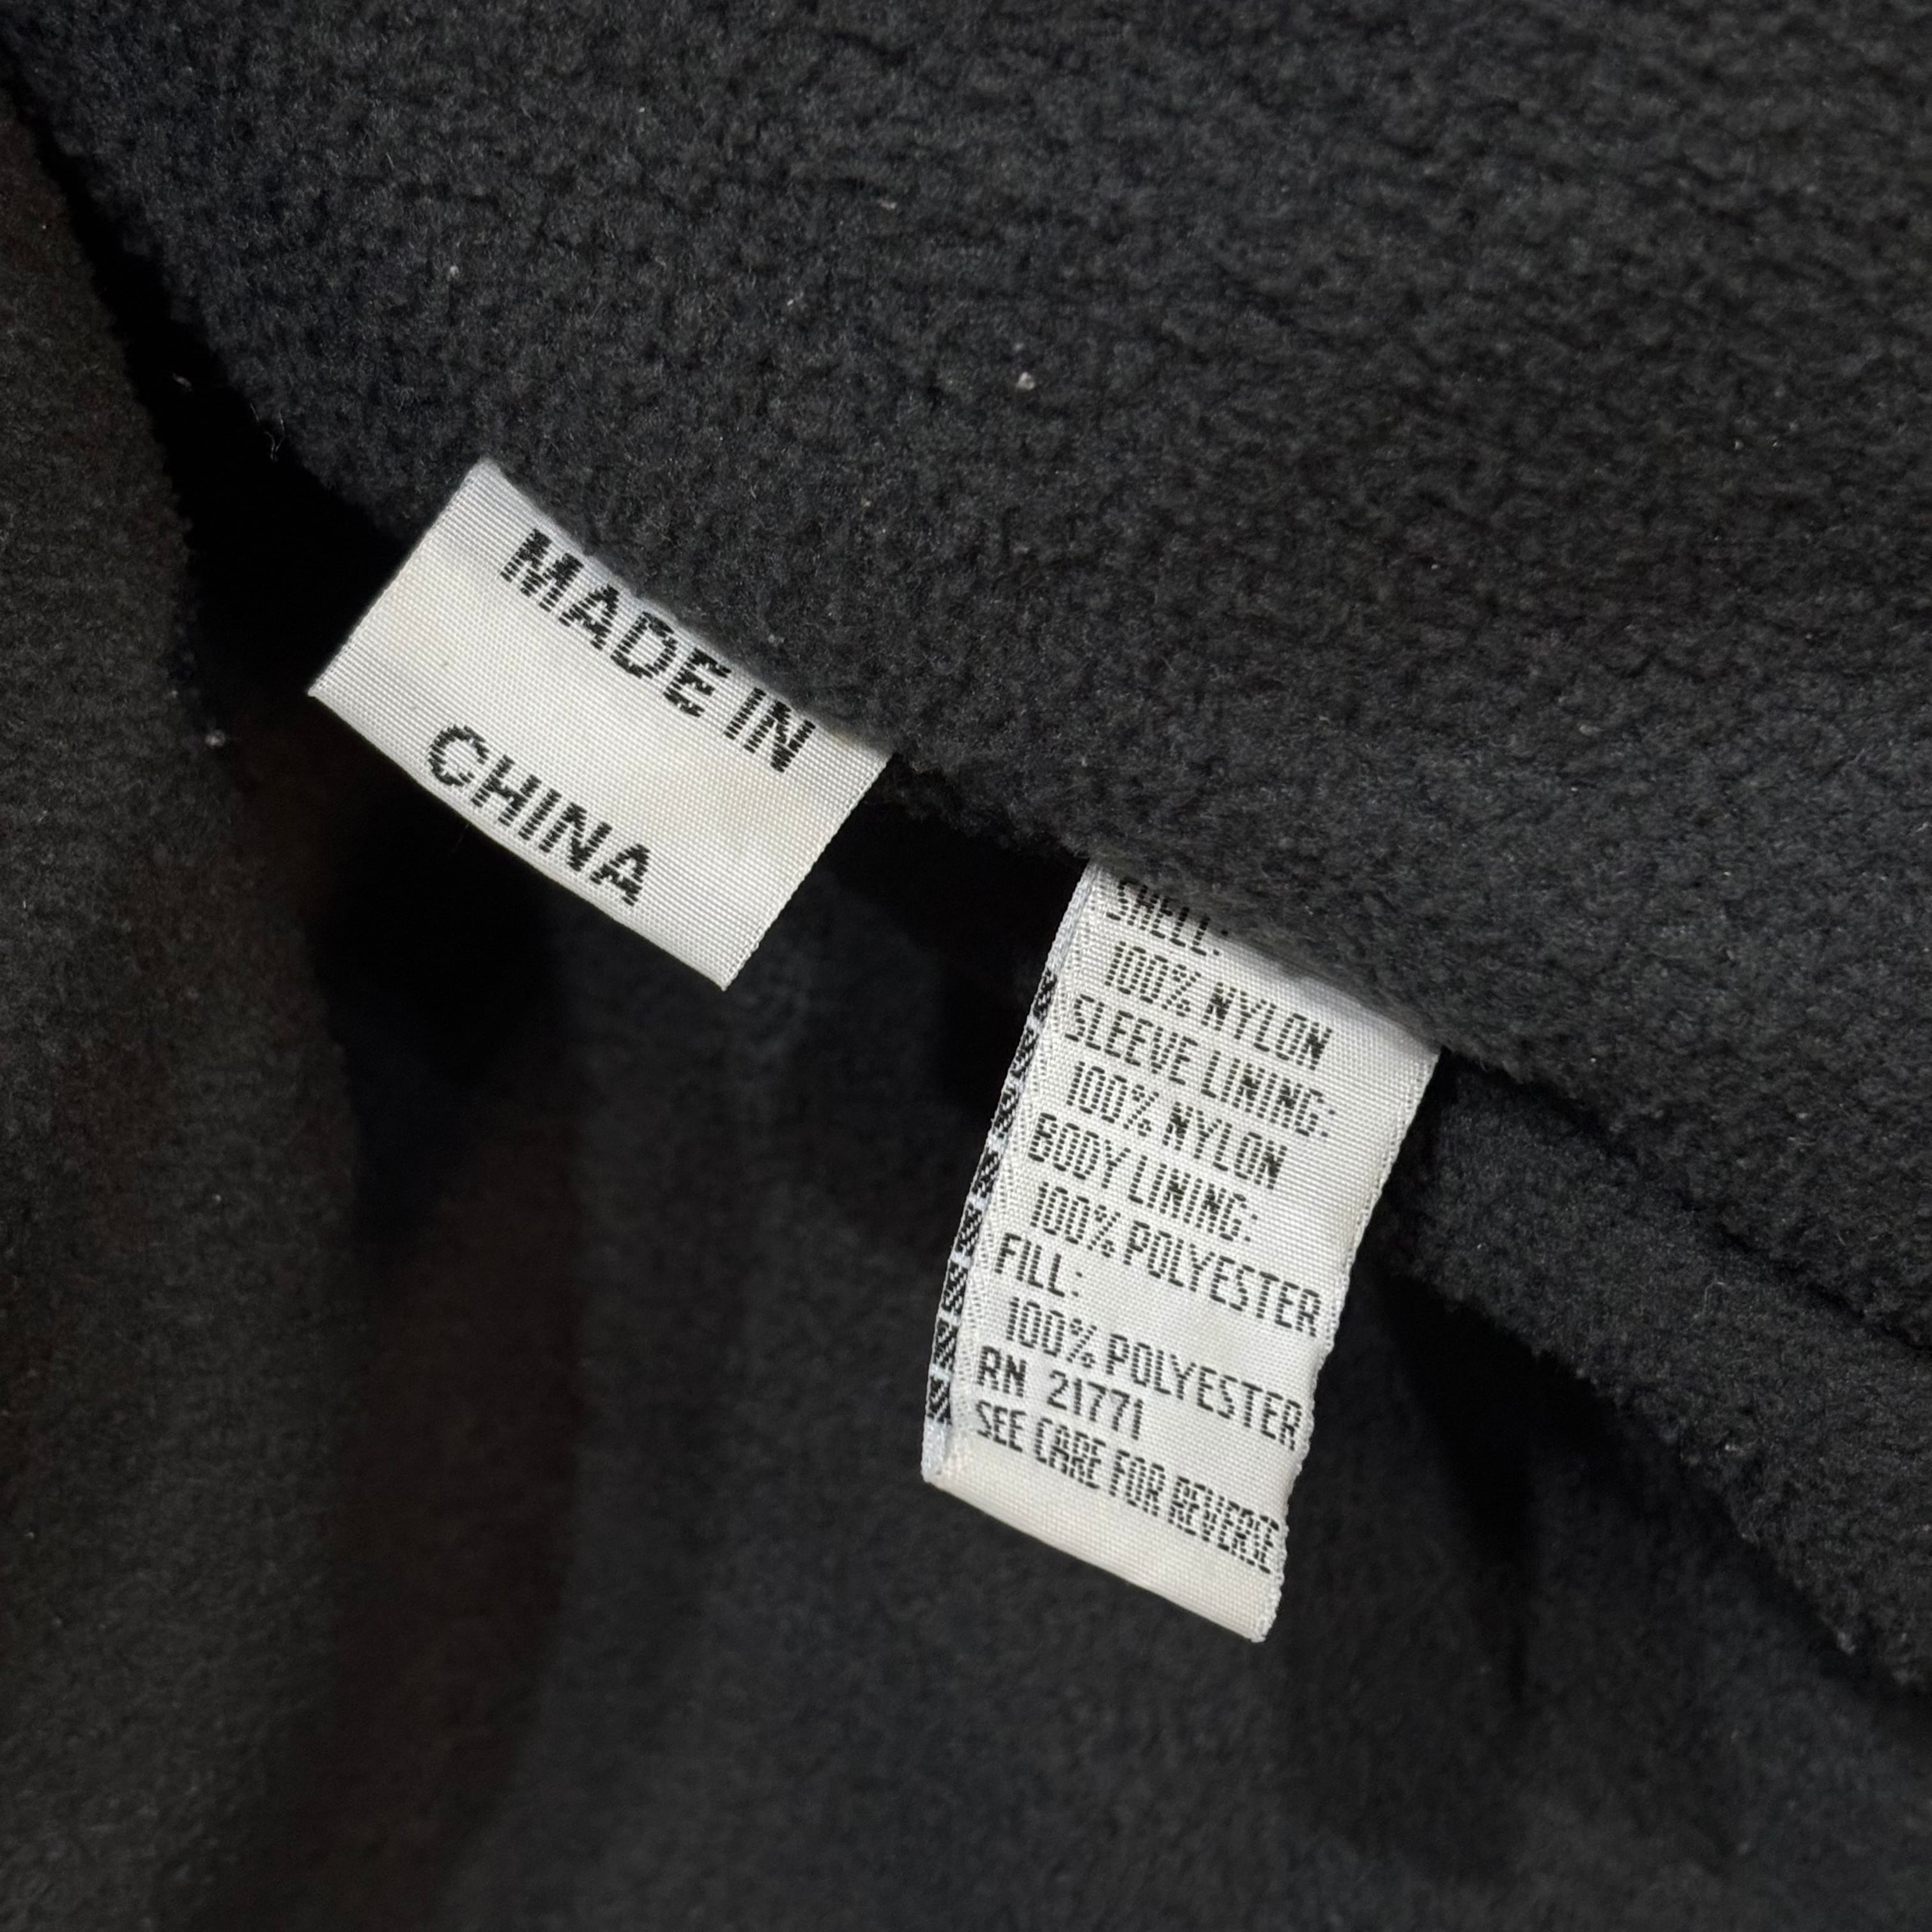 MADE IN
CHINA
SHELL:
100% NYLON
SLEEVE LINING:
100% NYLON
BODY LINING:
100% POLYESTER
FILL:
100% POLYESTER
RN 21771
SEE CARE FOR REVERSE